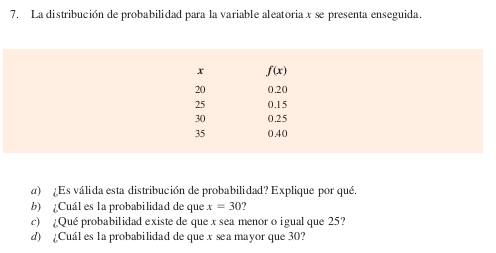 7. La distribución de probabilidad para la variable aleatoria x se presenta enseguida.
x f(x)
20 0.20
25 0.15
30 0.25
35 0.40
a) ¿Es válida esta distribución de probabilidad? Explique por qué.
b) ¿Cuál es la probabilidad de que x = 30?
c) ¿Qué probabilidad existe de que x sea menor o igual que 25?
d) ¿Cuál es la probabilidad de que x sea mayor que 30?